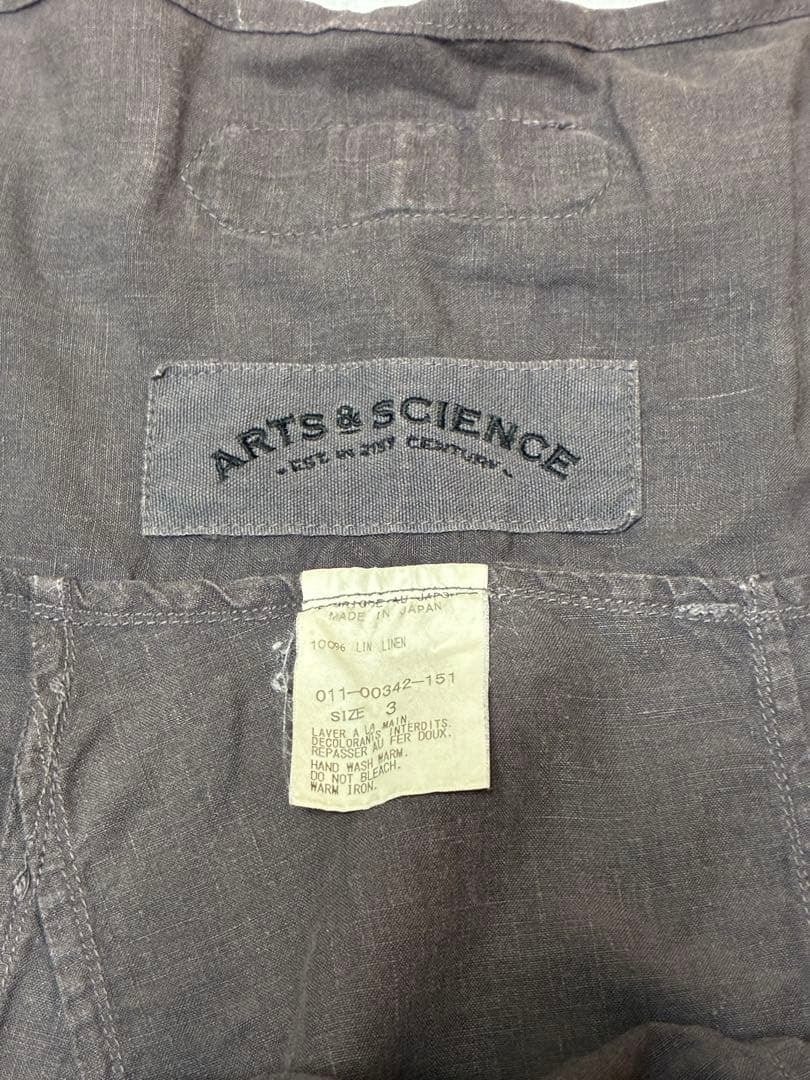 ARTS & SCIENCE
- EST. IN 21ST CENTURY -
MADE IN JAPAN
100% LIN LINEN
011-00342-151
SIZE 3
LAVER A LA MAIN
DECOLORANTS INTERDITS.
REPASSER AU FER DOUX.
HAND WASH WARM.
DO NOT BLEACH.
WARM IRON.